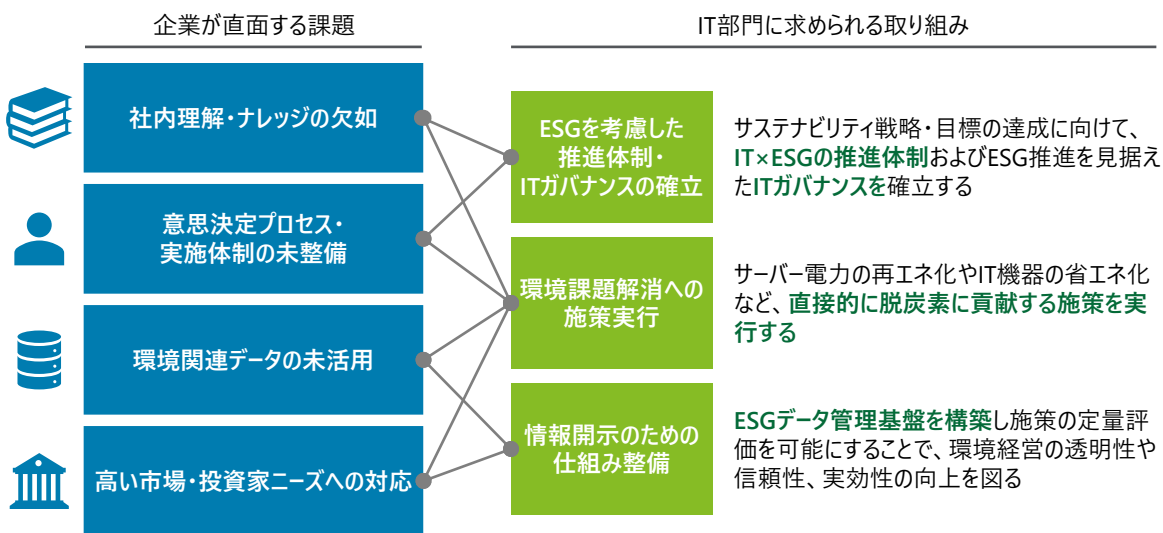 企業が直面する課題
IT部門に求められる取り組み
社内理解・ナレッジの欠如
意思決定プロセス・
実施体制の未整備
環境関連データの未活用
高い市場・投資家ニーズへの対応
ESGを考慮した
推進体制・
ITガバナンスの確立
サステナビリティ戦略・目標の達成に向けて、
IT×ESGの推進体制およびESG推進を見据え
たITガバナンスを確立する
環境課題解消への
施策実行
サーバー電力の再エネ化やIT機器の省エネ化
など、直接的に脱炭素に貢献する施策を実
行する
情報開示のための
仕組み整備
ESGデータ管理基盤を構築し施策の定量評
価を可能にすることで、環境経営の透明性や
信頼性、実効性の向上を図る